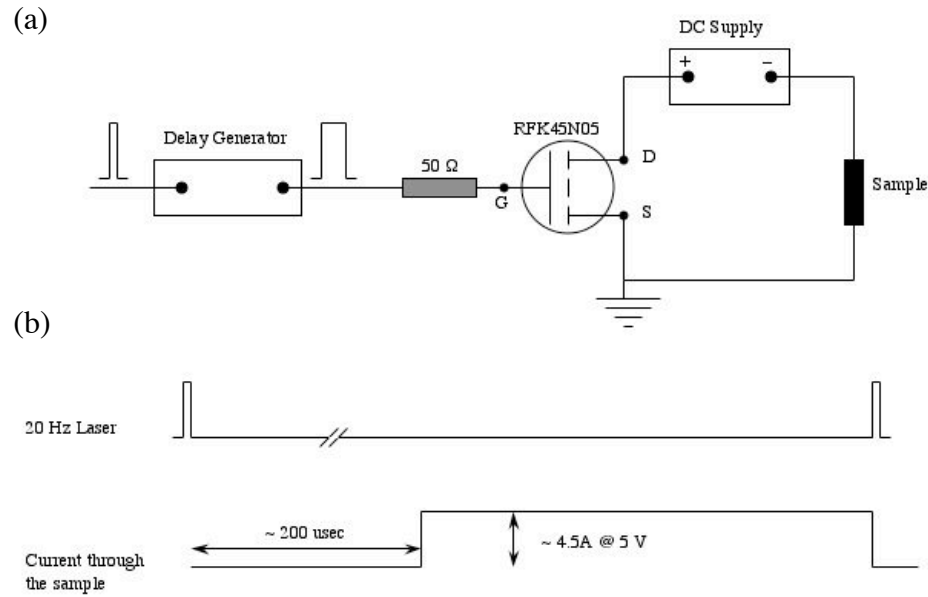 (a)
DC Supply
+ −
RFK45N05
Delay Generator
50 Ω
D
G
S
Sample
(b)
20 Hz Laser
~ 200 usec
~ 4.5A @ 5 V
Current through
the sample